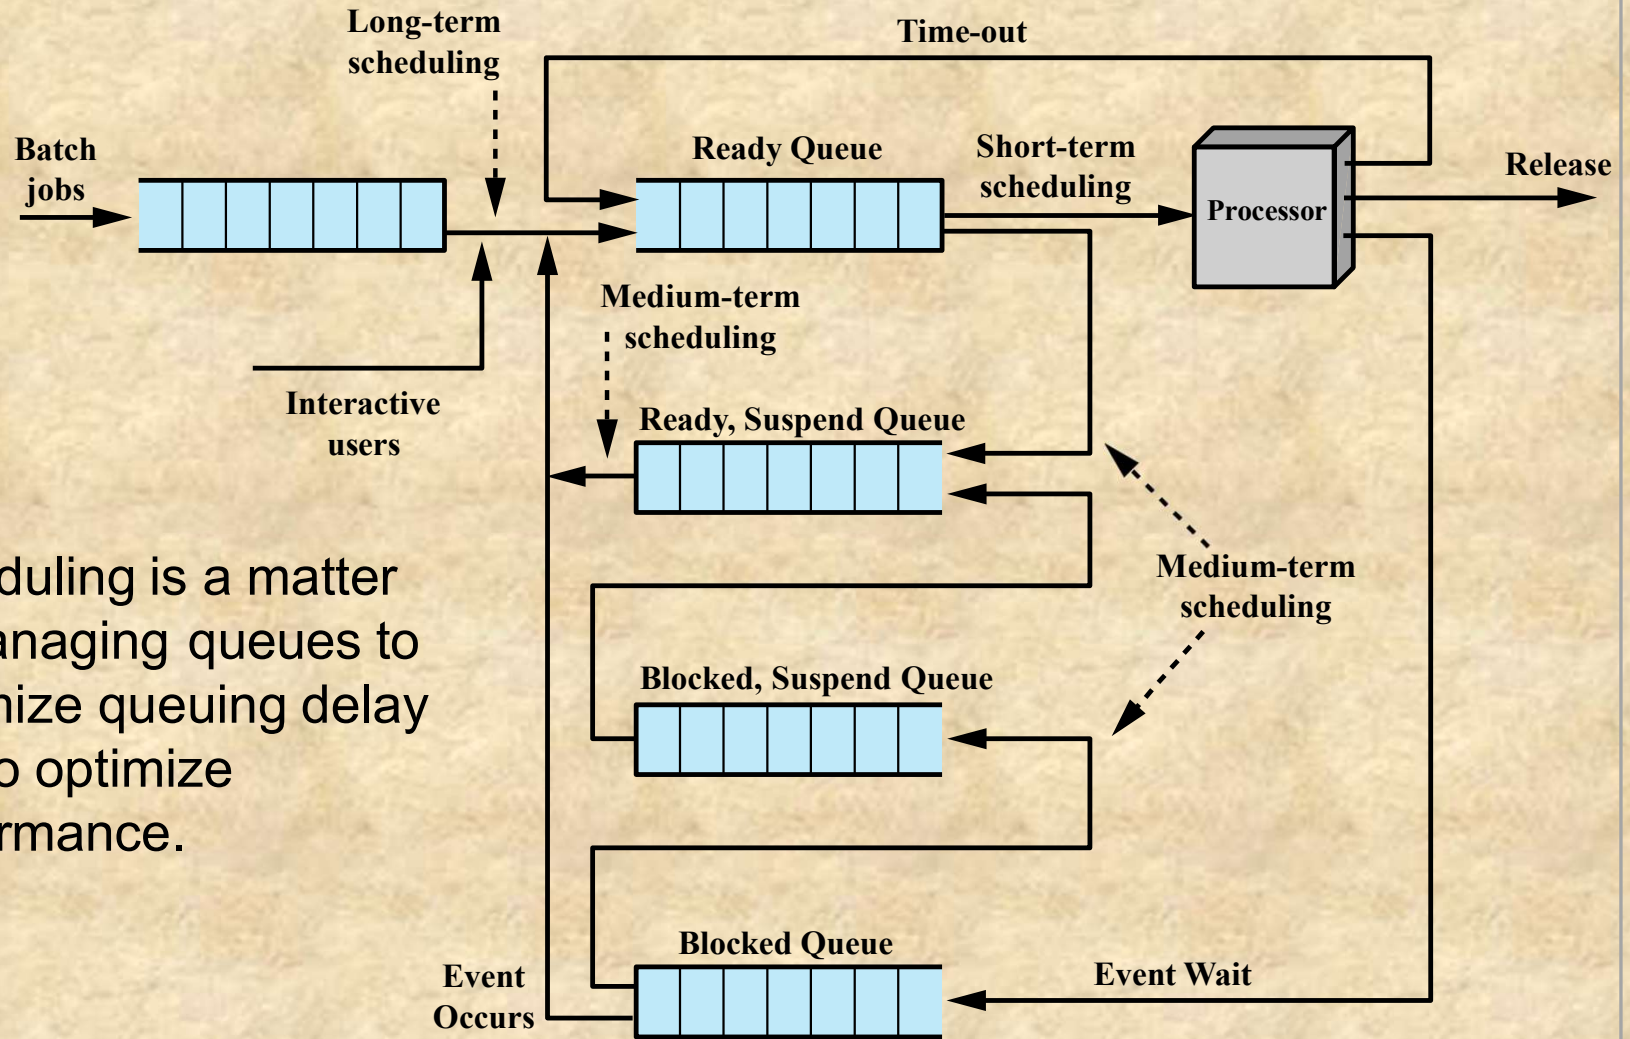 Long-term
scheduling
Time-out
Batch
jobs
Ready Queue
Short-term
scheduling
Processor
Release
Medium-term
scheduling
Interactive
users
Ready, Suspend Queue
Medium-term
scheduling
duling is a matter
anaging queues to
mize queuing delay
o optimize
rmance.
Blocked, Suspend Queue
Blocked Queue
Event
Occurs
Event Wait